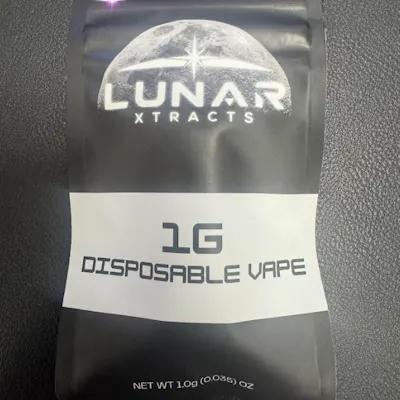 LUNAR
XTRACTS
1G
DISPOSABLE VAPE
NET WT 1.0g (0.035) OZ